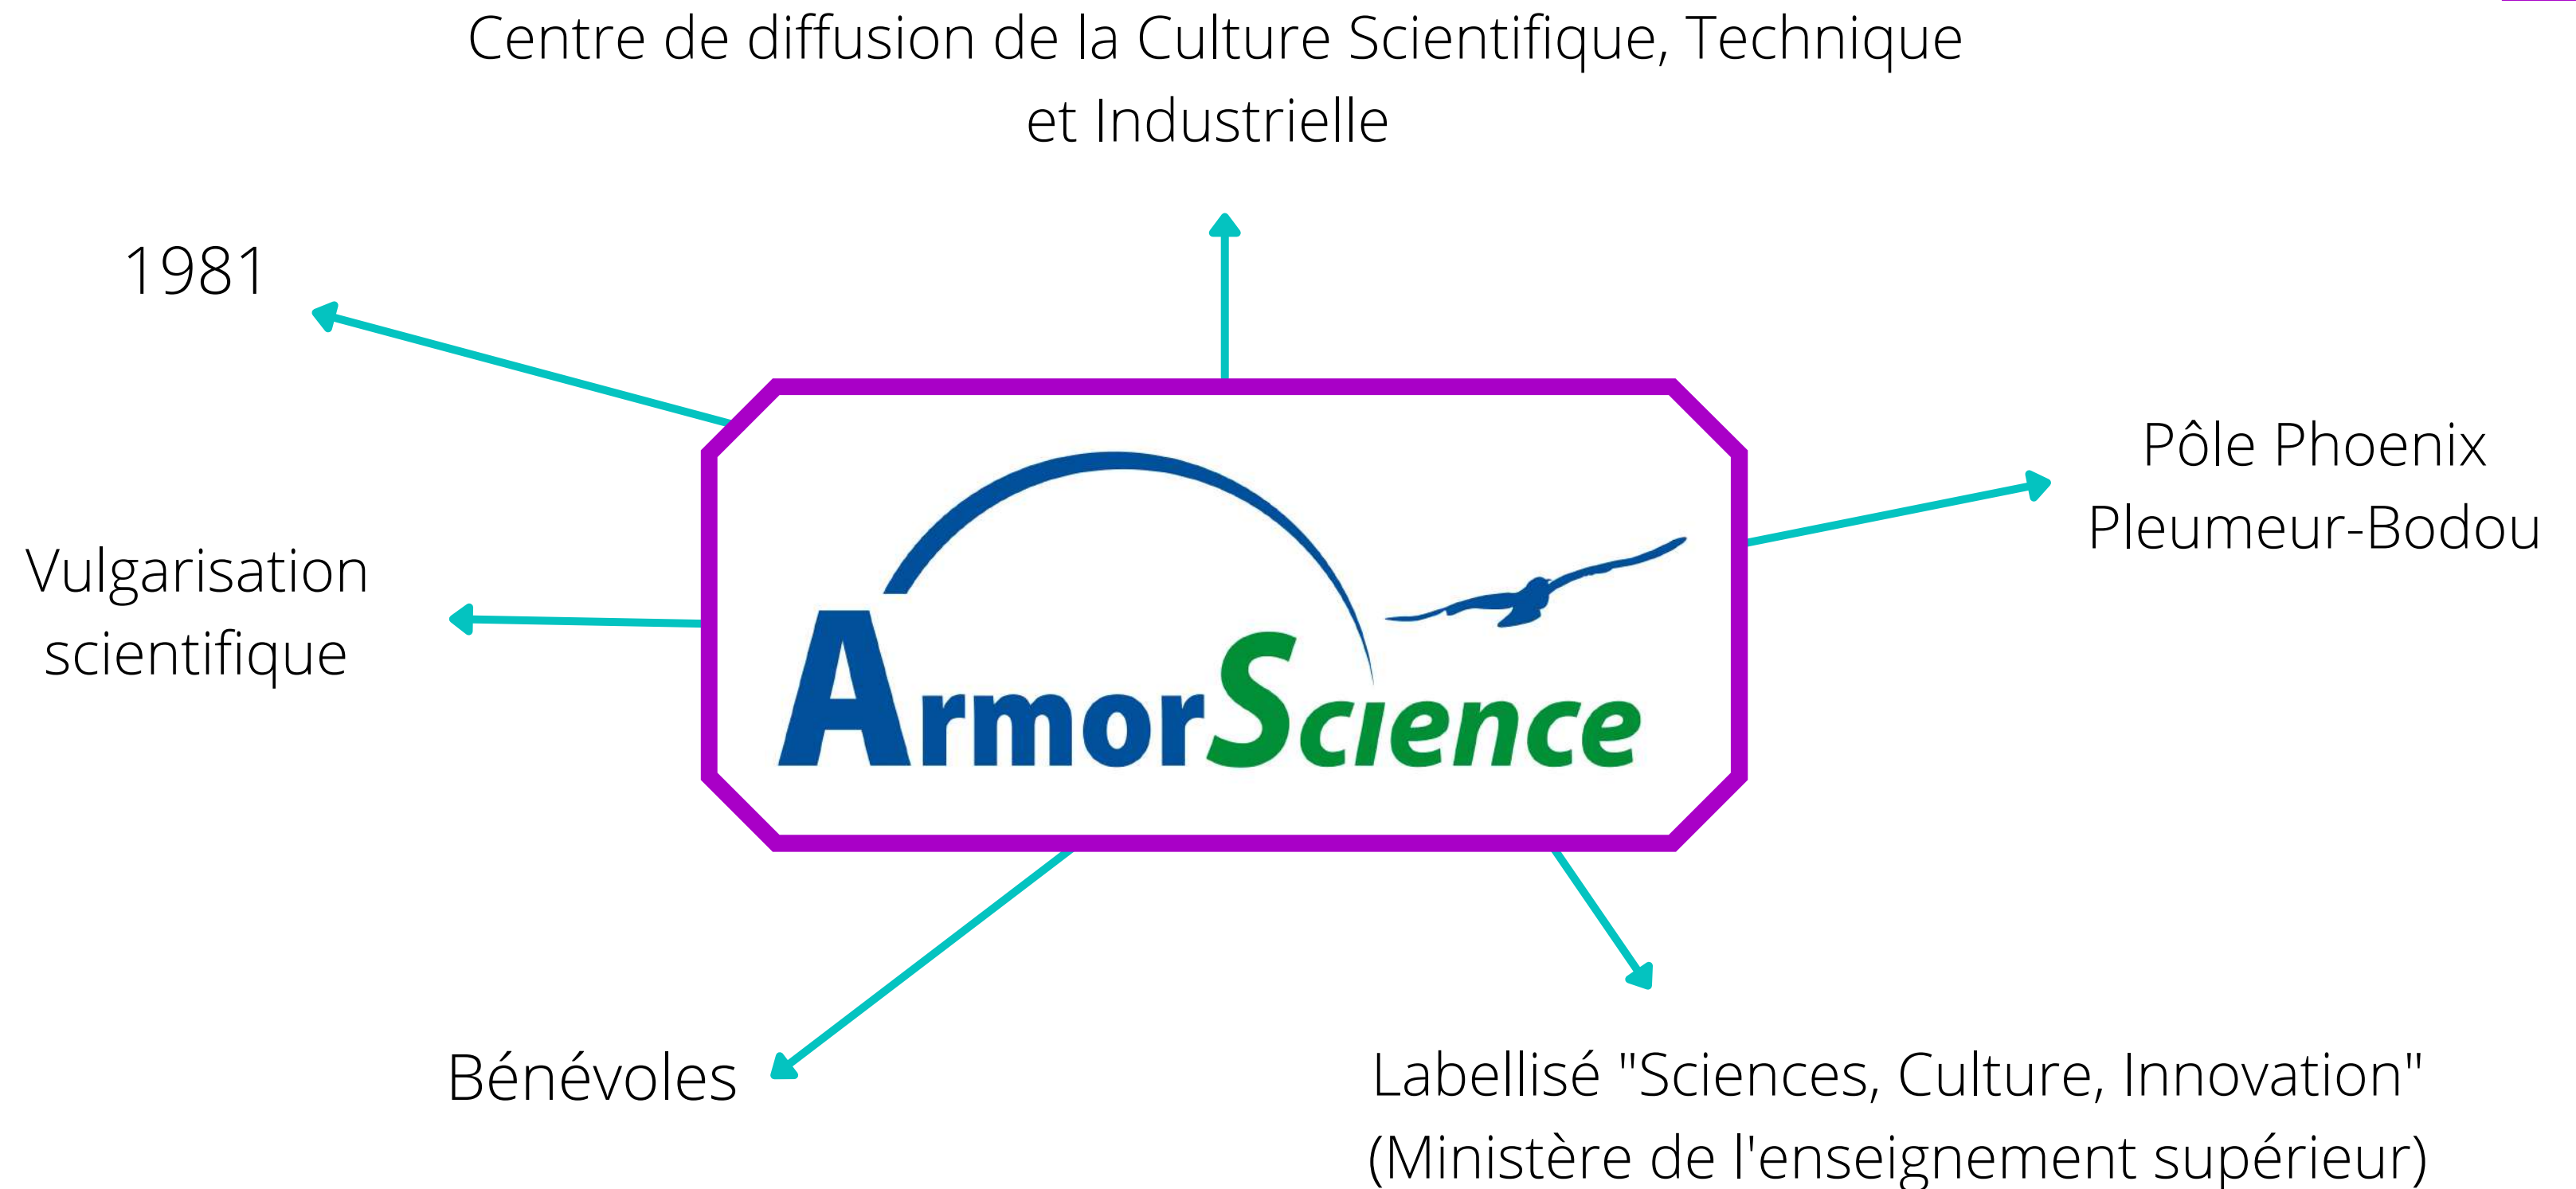 Centre de diffusion de la Culture Scientifique, Technique
et Industrielle
1981
Pôle Phoenix
Pleumeur-Bodou
Vulgarisation
scientifique
ArmorScience
Bénévoles
Labellisé "Sciences, Culture, Innovation"
(Ministère de l'enseignement supérieur)